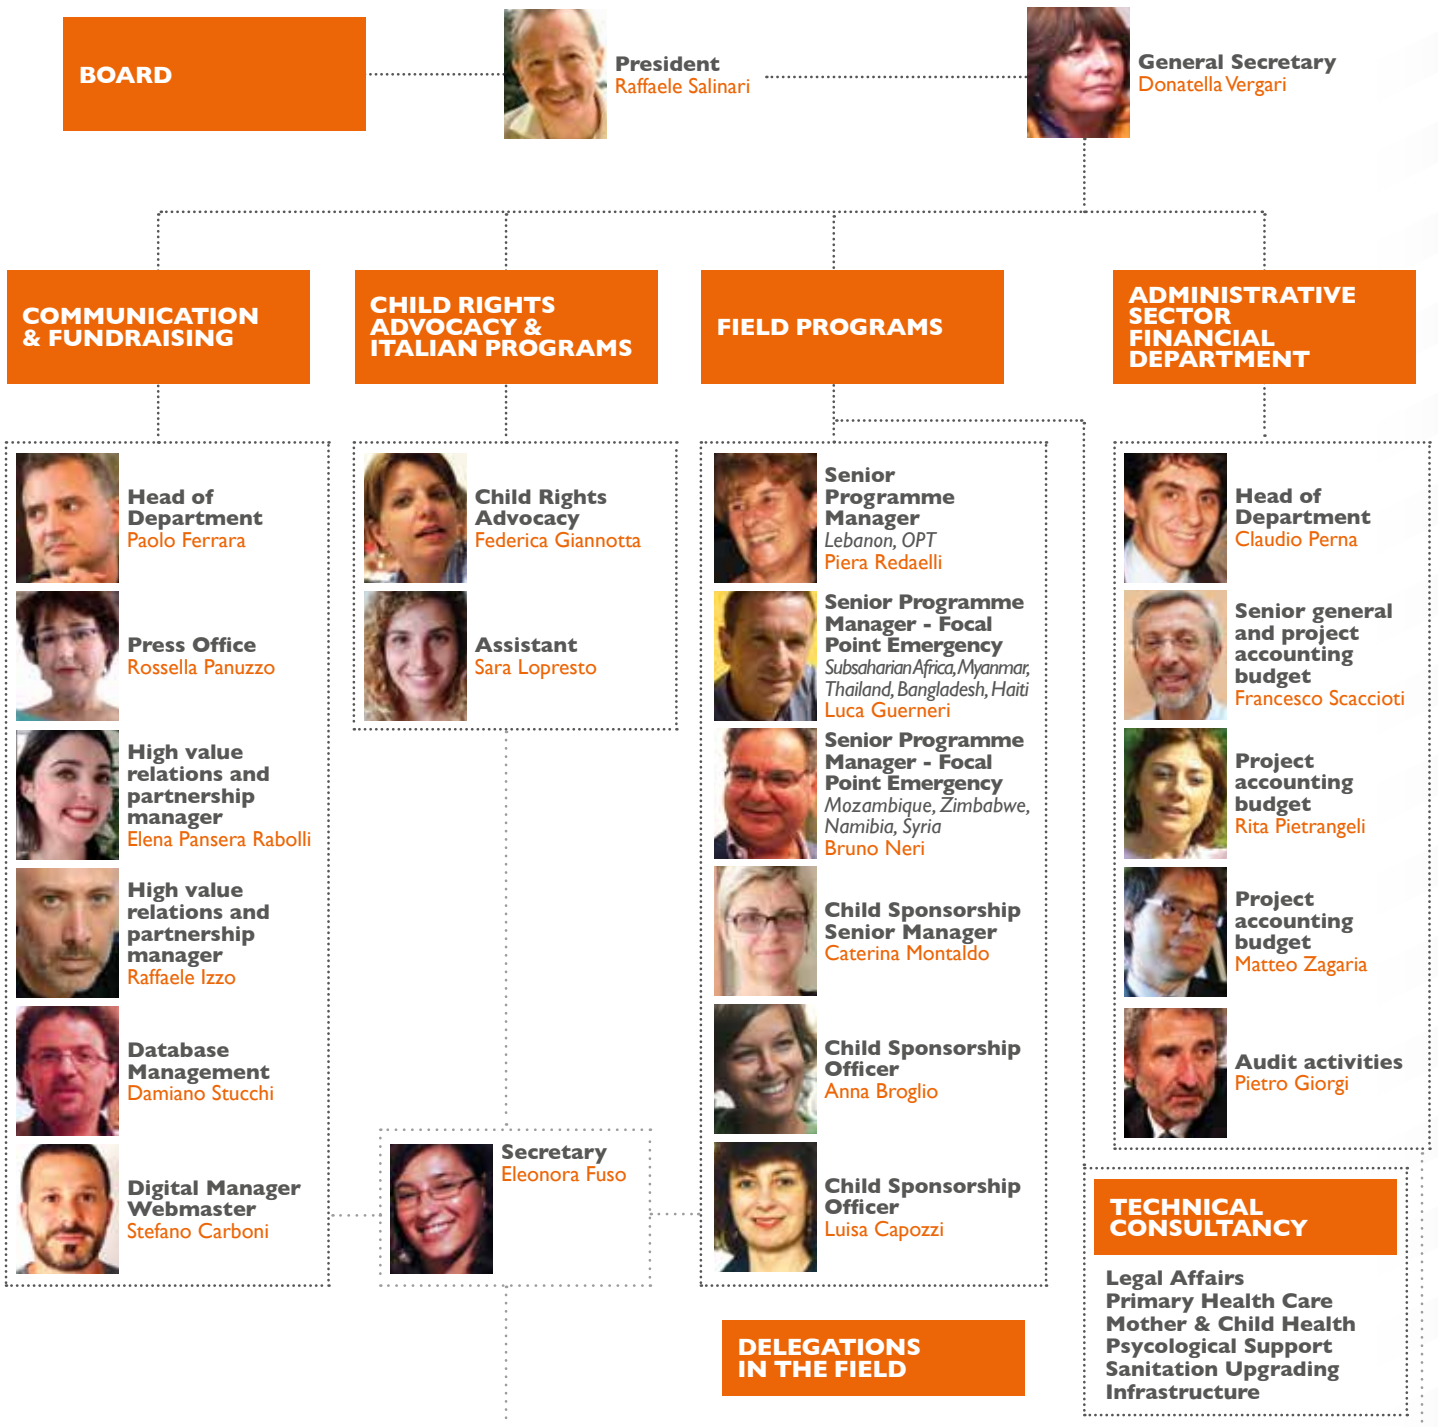 BOARD
President
Raffaele Salinari
General Secretary
Donatella Vergari
COMMUNICATION
& FUNDRAISING
CHILD RIGHTS
ADVOCACY &
ITALIAN PROGRAMS
FIELD PROGRAMS
ADMINISTRATIVE
SECTOR
FINANCIAL
DEPARTMENT
Head of
Department
Paolo Ferrara
Press Office
Rossella Panuzzo
High value
relations and
partnership
manager
Elena Pansera Rabolli
High value
relations and
partnership
manager
Raffaele Izzo
Database
Management
Damiano Stucchi
Digital Manager
Webmaster
Stefano Carboni
Child Rights
Advocacy
Federica Giannotta
Assistant
Sara Lopresto
Secretary
Eleonora Fuso
Senior
Programme
Manager
Lebanon, OPT
Piera Redaelli
Senior Programme
Manager - Focal
Point Emergency
Subsaharian Africa, Myanmar,
Thailand, Bangladesh, Haiti
Luca Guerneri
Senior Programme
Manager - Focal
Point Emergency
Mozambique, Zimbabwe,
Namibia, Syria
Bruno Neri
Child Sponsorship
Senior Manager
Caterina Montaldo
Child Sponsorship
Officer
Anna Broglio
Child Sponsorship
Officer
Luisa Capozzi
DELEGATIONS
IN THE FIELD
Head of
Department
Claudio Perna
Senior general
and project
accounting
budget
Francesco Scaccioti
Project
accounting
budget
Rita Pietrangeli
Project
accounting
budget
Matteo Zagaria
Audit activities
Pietro Giorgi
TECHNICAL
CONSULTANCY
Legal Affairs
Primary Health Care
Mother & Child Health
Psycological Support
Sanitation Upgrading
Infrastructure